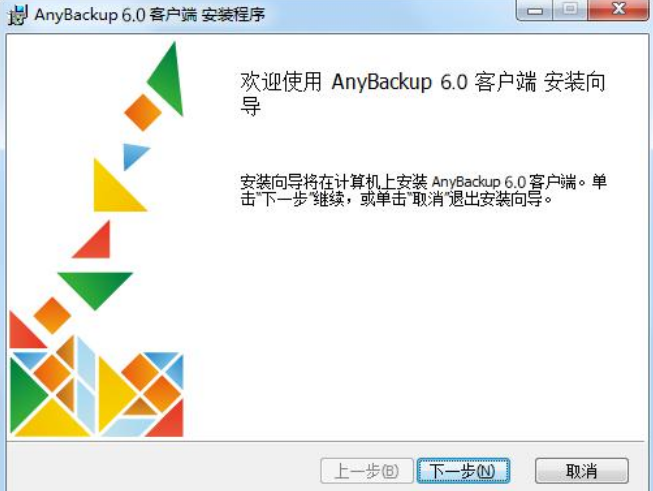 AnyBackup 6.0 客户端 安装程序
欢迎使用 AnyBackup 6.0 客户端 安装向
导
安装向导将在计算机上安装 AnyBackup 6.0 客户端。单
击“下一步”继续，或单击“取消”退出安装向导。
上一步(B) 下一步(N) 取消